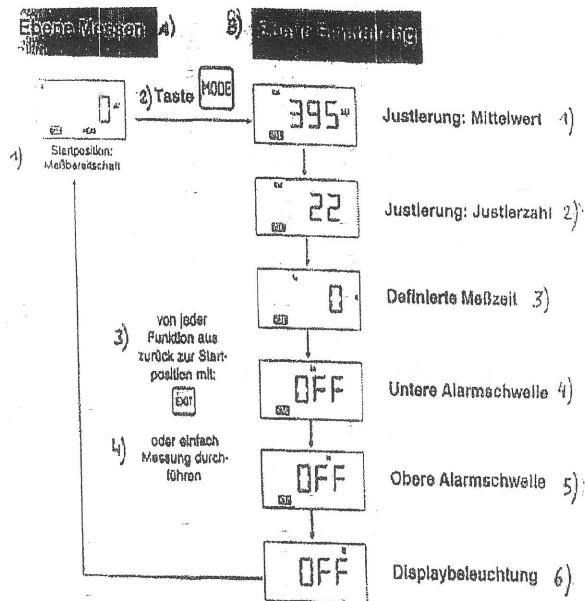 Ebene Messen A)
B) Ebene Einstellung
0
1) Startposition:
Meßbereitschaft
2) Taste MODE
395
Justierung: Mittelwert 1)
22
Justierung: Justierzahl 2)
0
Definierte Meßzeit 3)
3) von jeder
Funktion aus
zurück zur Start-
position mit:
EXIT
4) oder einfach
Messung durch-
führen
OFF
Untere Alarmschwelle 4)
OFF
Obere Alarmschwelle 5)
OFF
Displaybeleuchtung 6)